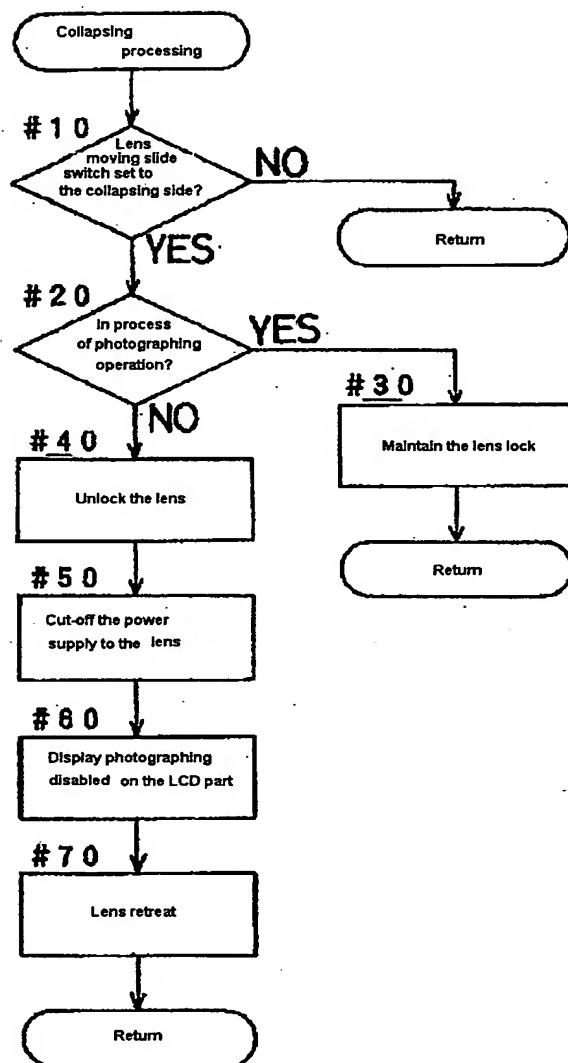 Collapsing
processing
#10
Lens
moving slide
switch set to
the collapsing side?
NO
Return
YES
#20
In process
of photographing
operation?
YES
#30
Maintain the lens lock
Return
NO
#40
Unlock the lens
#50
Cut-off the power
supply to the lens
#60
Display photographing
disabled on the LCD part
#70
Lens retreat
Return